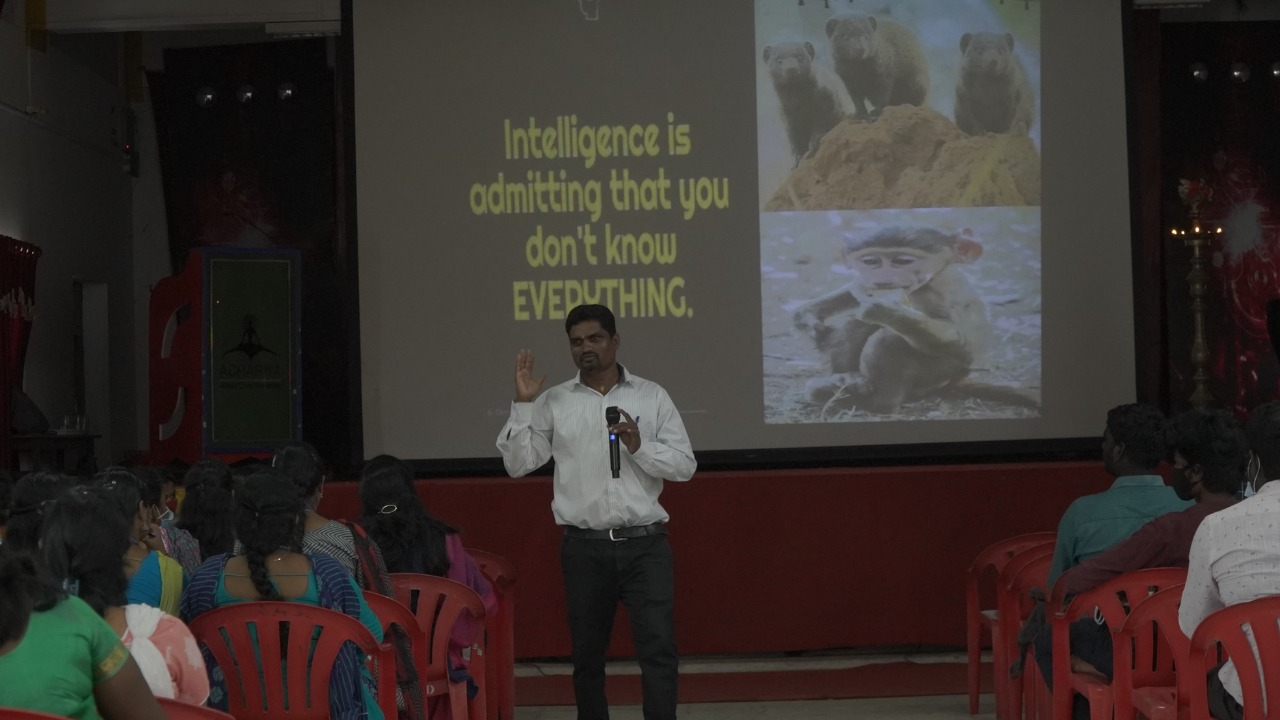 Intelligence is
admitting that you
don't know
EVERYTHING.